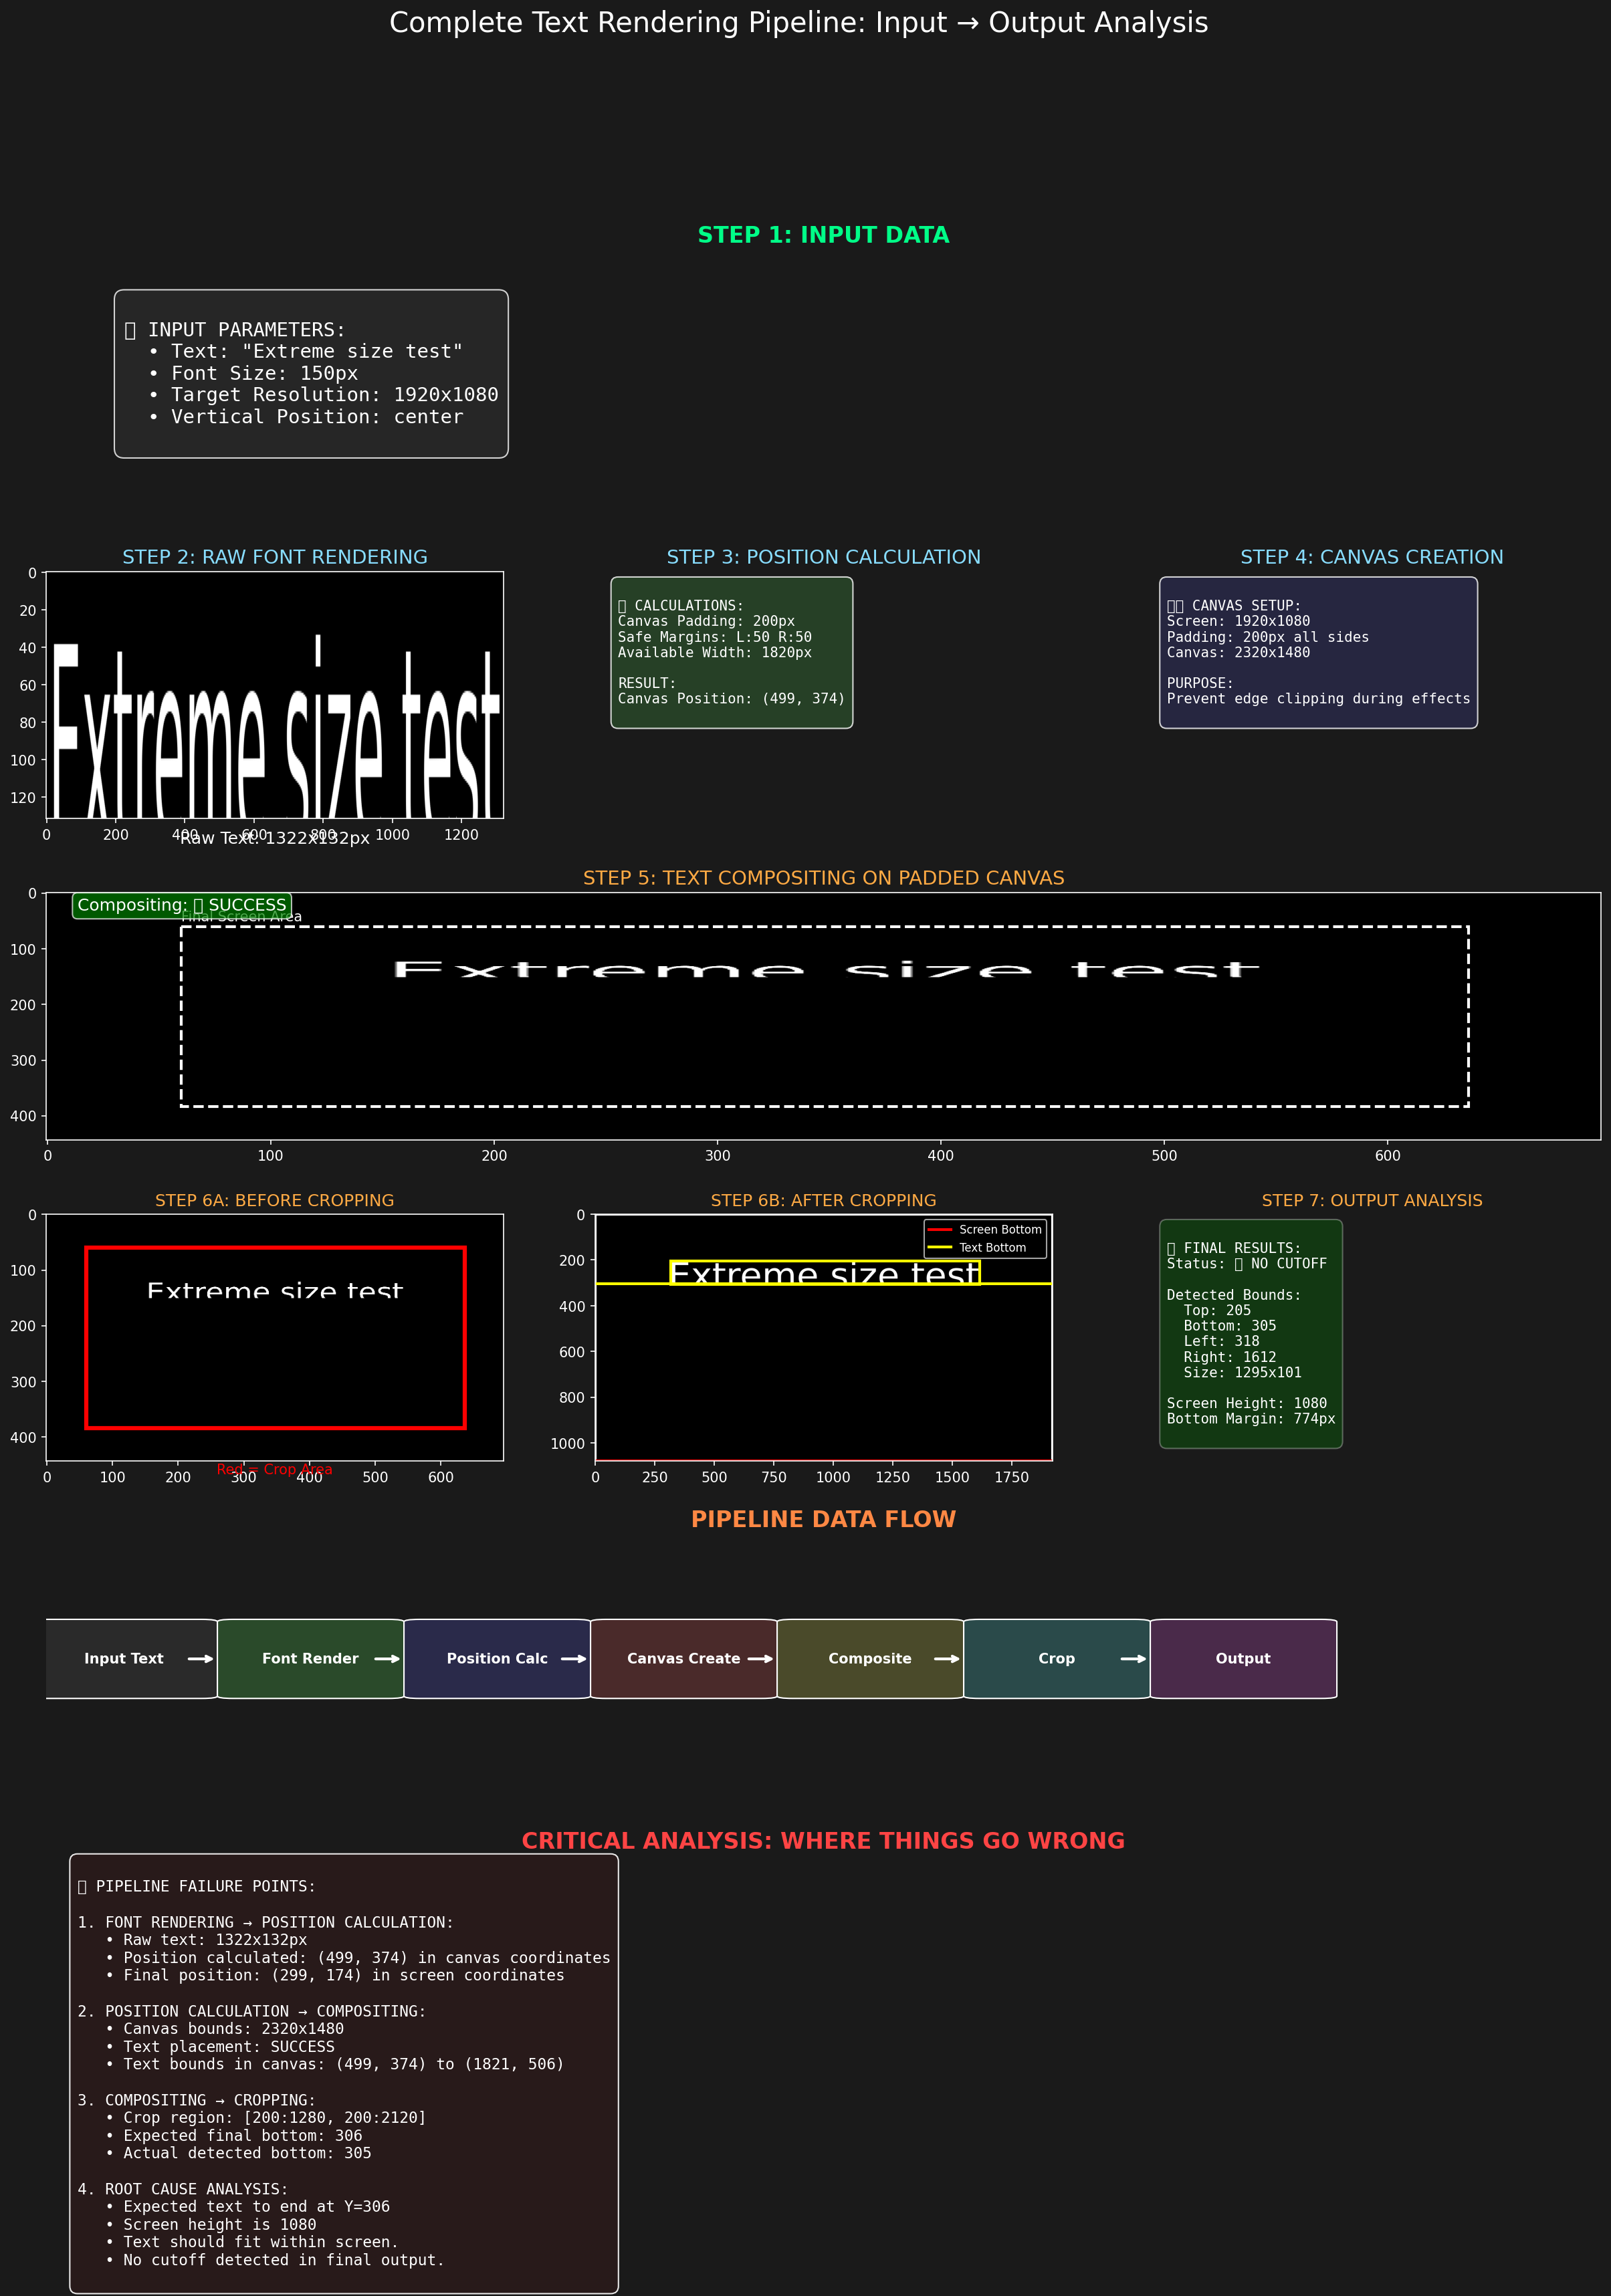 Complete Text Rendering Pipeline: Input → Output Analysis
STEP 1: INPUT DATA
INPUT PARAMETERS:
• Text: "Extreme size test"
• Font Size: 150px
• Target Resolution: 1920x1080
• Vertical Position: center
STEP 2: RAW FONT RENDERING
0
20
40
60
80
100
120
Extreme size test
0 200 400 600 800 1000 1200
Raw Text: 1322x132px
STEP 3: POSITION CALCULATION
CALCULATIONS:
Canvas Padding: 200px
Safe Margins: L:50 R:50
Available Width: 1820px
RESULT:
Canvas Position: (499, 374)
STEP 4: CANVAS CREATION
CANVAS SETUP:
Screen: 1920x1080
Padding: 200px all sides
Canvas: 2320x1480
PURPOSE:
Prevent edge clipping during effects
STEP 5: TEXT COMPOSITING ON PADDED CANVAS
Compositing: SUCCESS
Final Screen Area
0
100
200
300
400
Extreme size test
0 100 200 300 400 500 600
STEP 6A: BEFORE CROPPING
0
100
200
300
400
Extreme size test
0 100 200 300 400 500 600
Red = Crop Area
STEP 6B: AFTER CROPPING
Screen Bottom
Text Bottom
0
200
400
600
800
1000
Extreme size test
0 250 500 750 1000 1250 1500 1750
STEP 7: OUTPUT ANALYSIS
FINAL RESULTS:
Status: NO CUTOFF
Detected Bounds:
Top: 205
Bottom: 305
Left: 318
Right: 1612
Size: 1295x101
Screen Height: 1080
Bottom Margin: 774px
PIPELINE DATA FLOW
Input Text
Font Render
Position Calc
Canvas Create
Composite
Crop
Output
CRITICAL ANALYSIS: WHERE THINGS GO WRONG
PIPELINE FAILURE POINTS:
1. FONT RENDERING → POSITION CALCULATION:
• Raw text: 1322x132px
• Position calculated: (499, 374) in canvas coordinates
• Final position: (299, 174) in screen coordinates
2. POSITION CALCULATION → COMPOSITING:
• Canvas bounds: 2320x1480
• Text placement: SUCCESS
• Text bounds in canvas: (499, 374) to (1821, 506)
3. COMPOSITING → CROPPING:
• Crop region: [200:1280, 200:2120]
• Expected final bottom: 306
• Actual detected bottom: 305
4. ROOT CAUSE ANALYSIS:
• Expected text to end at Y=306
• Screen height is 1080
• Text should fit within screen.
• No cutoff detected in final output.